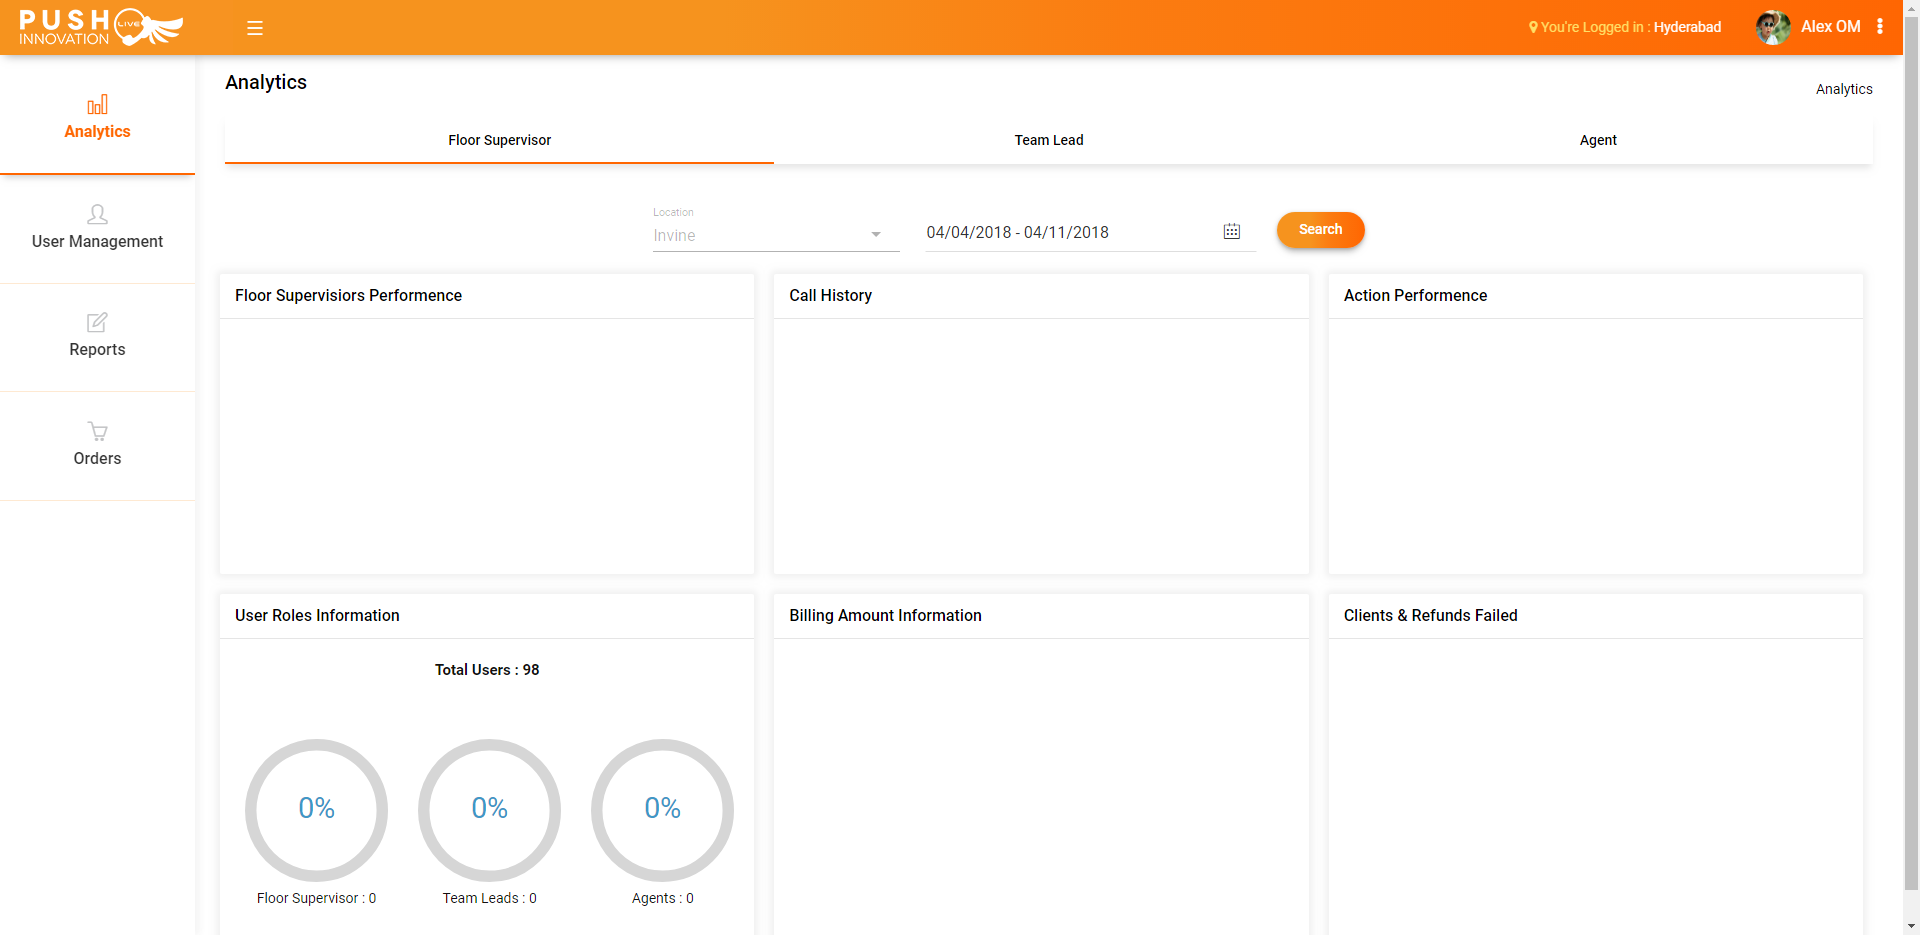 PUSH
LIVE
INNOVATION
You're Logged in : Hyderabad
Alex OM
Analytics
User Management
Reports
Orders
Analytics
Analytics
Floor Supervisor
Team Lead
Agent
Location
Invine
04/04/2018 - 04/11/2018
Search
Floor Supervisiors Performence
Call History
Action Performence
User Roles Information
Billing Amount Information
Clients & Refunds Failed
Total Users : 98
0%
0%
0%
Floor Supervisor : 0
Team Leads : 0
Agents : 0